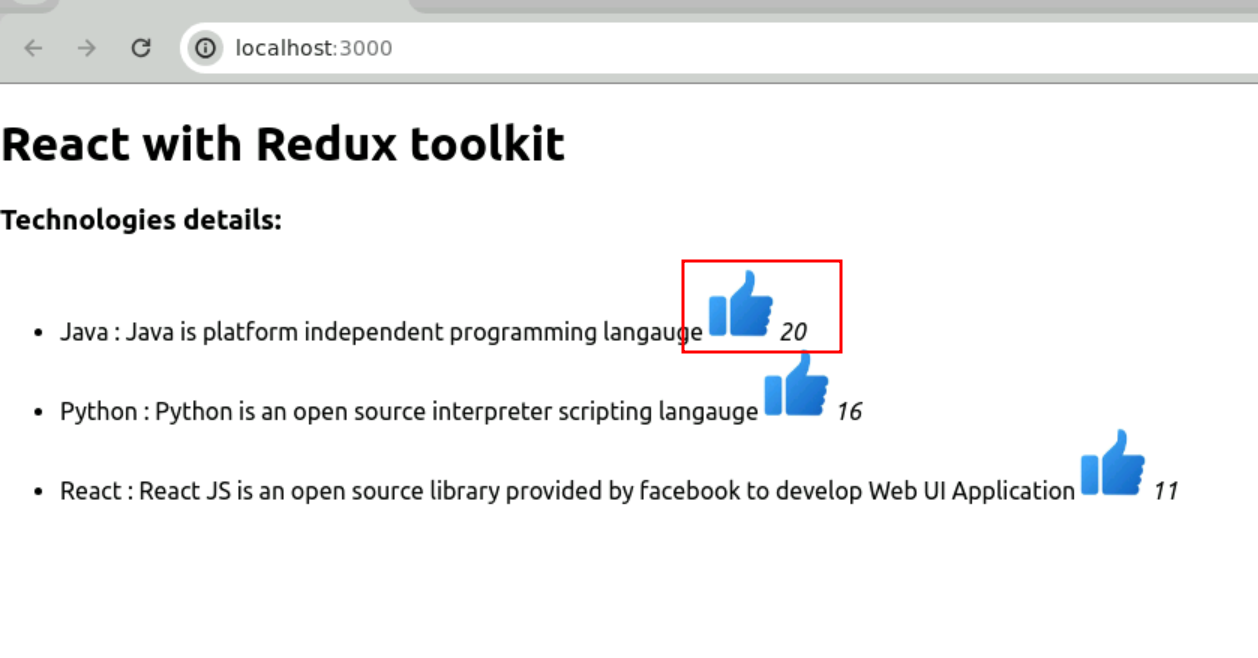 localhost:3000
React with Redux toolkit
Technologies details:
• Java : Java is platform independent programming langauge 20
• Python : Python is an open source interpreter scripting langauge 16
• React : React JS is an open source library provided by facebook to develop Web UI Application 11